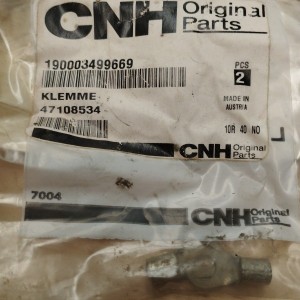 CNH Original
Parts
190003499669
PCS
2
KLEMME
47108534
MADE IN
AUSTRIA
10R 40 NO
CNH Original
Parts
7004
CNH Original
Parts